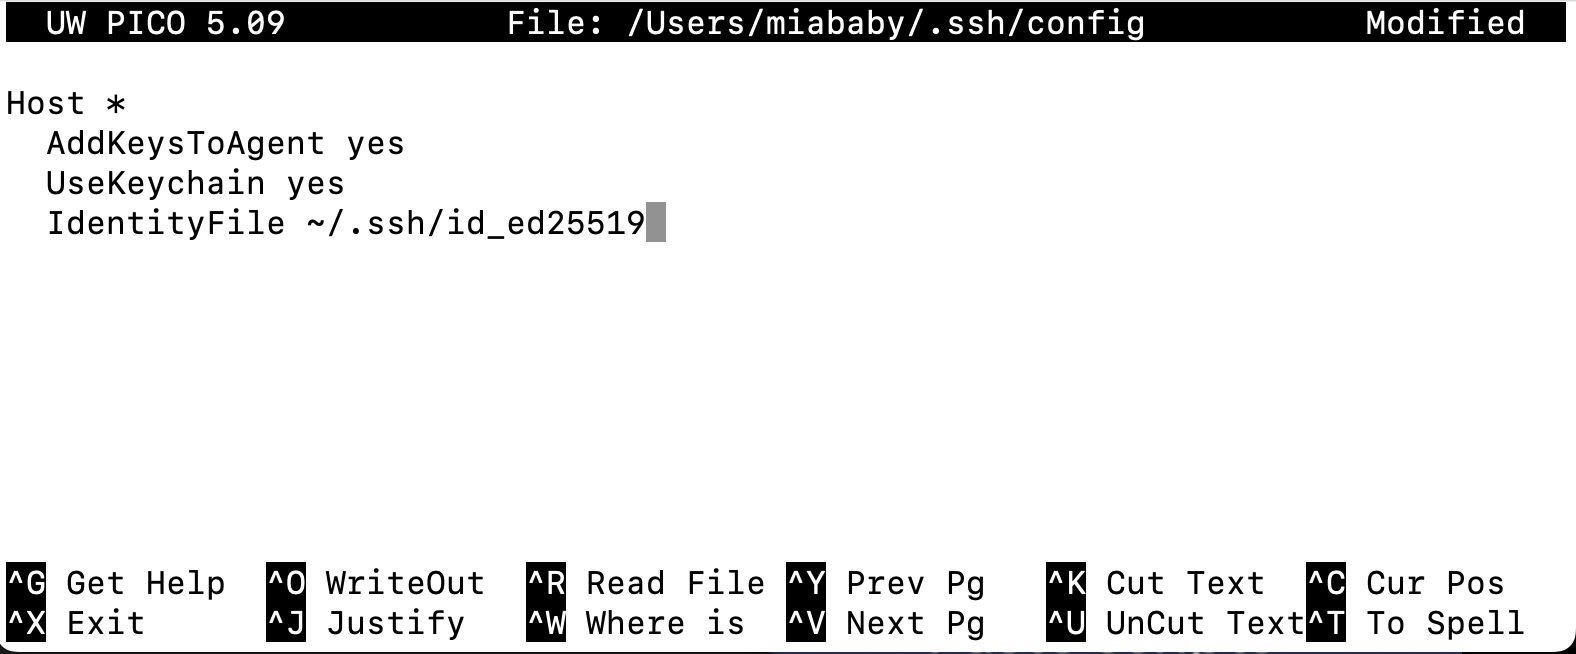 UW PICO 5.09 File: /Users/miababy/.ssh/config Modified
Host *
AddKeysToAgent yes
UseKeychain yes
IdentityFile ~/.ssh/id_ed25519
^G Get Help ^O WriteOut ^R Read File ^Y Prev Pg ^K Cut Text ^C Cur Pos
^X Exit ^J Justify ^W Where is ^V Next Pg ^U UnCut Text ^T To Spell